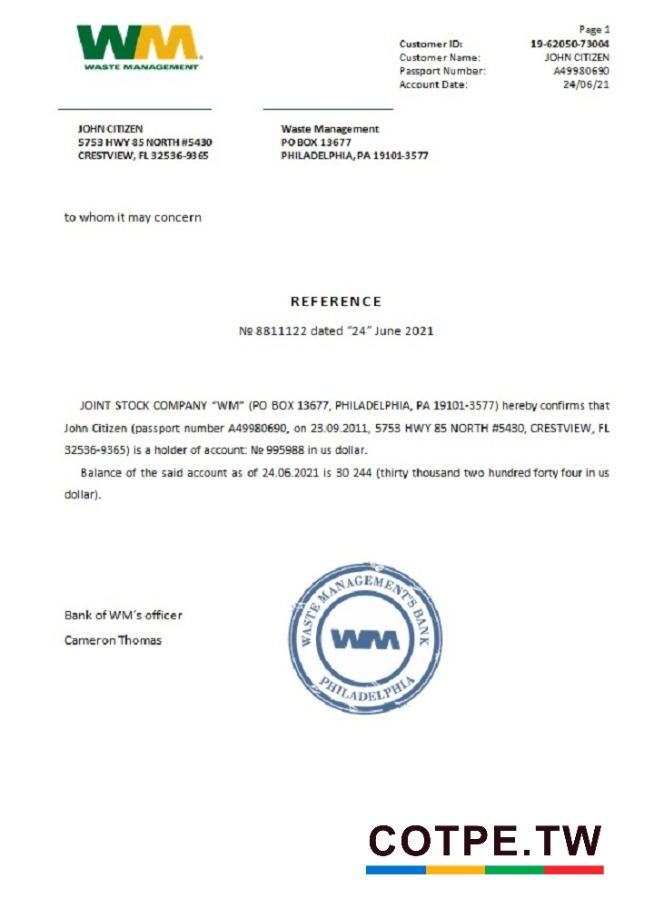 WM
WASTE MANAGEMENT
Page 1
Customer ID: 19-62050-73004
Customer Name: JOHN CITIZEN
Passport Number: A49980690
Account Date: 24/06/21
JOHN CITIZEN
5753 HWY 85 NORTH #5430
CRESTVIEW, FL 32536-9365
Waste Management
PO BOX 13677
PHILADELPHIA, PA 19101-3577
to whom it may concern
REFERENCE
№ 8811122 dated "24" June 2021
JOINT STOCK COMPANY "WM" (PO BOX 13677, PHILADELPHIA, PA 19101-3577) hereby confirms that
John Citizen (passport number A49980690, on 23.09.2011, 5753 HWY 85 NORTH #5430, CRESTVIEW, FL
32536-9365) is a holder of account: № 995988 in us dollar.
Balance of the said account as of 24.06.2021 is 30 244 (thirty thousand two hundred forty four in us
dollar).
Bank of WM's officer
Cameron Thomas
WASTE MANAGEMENT'S BANK
WM
PHILADELPHIA
COTPE.TW